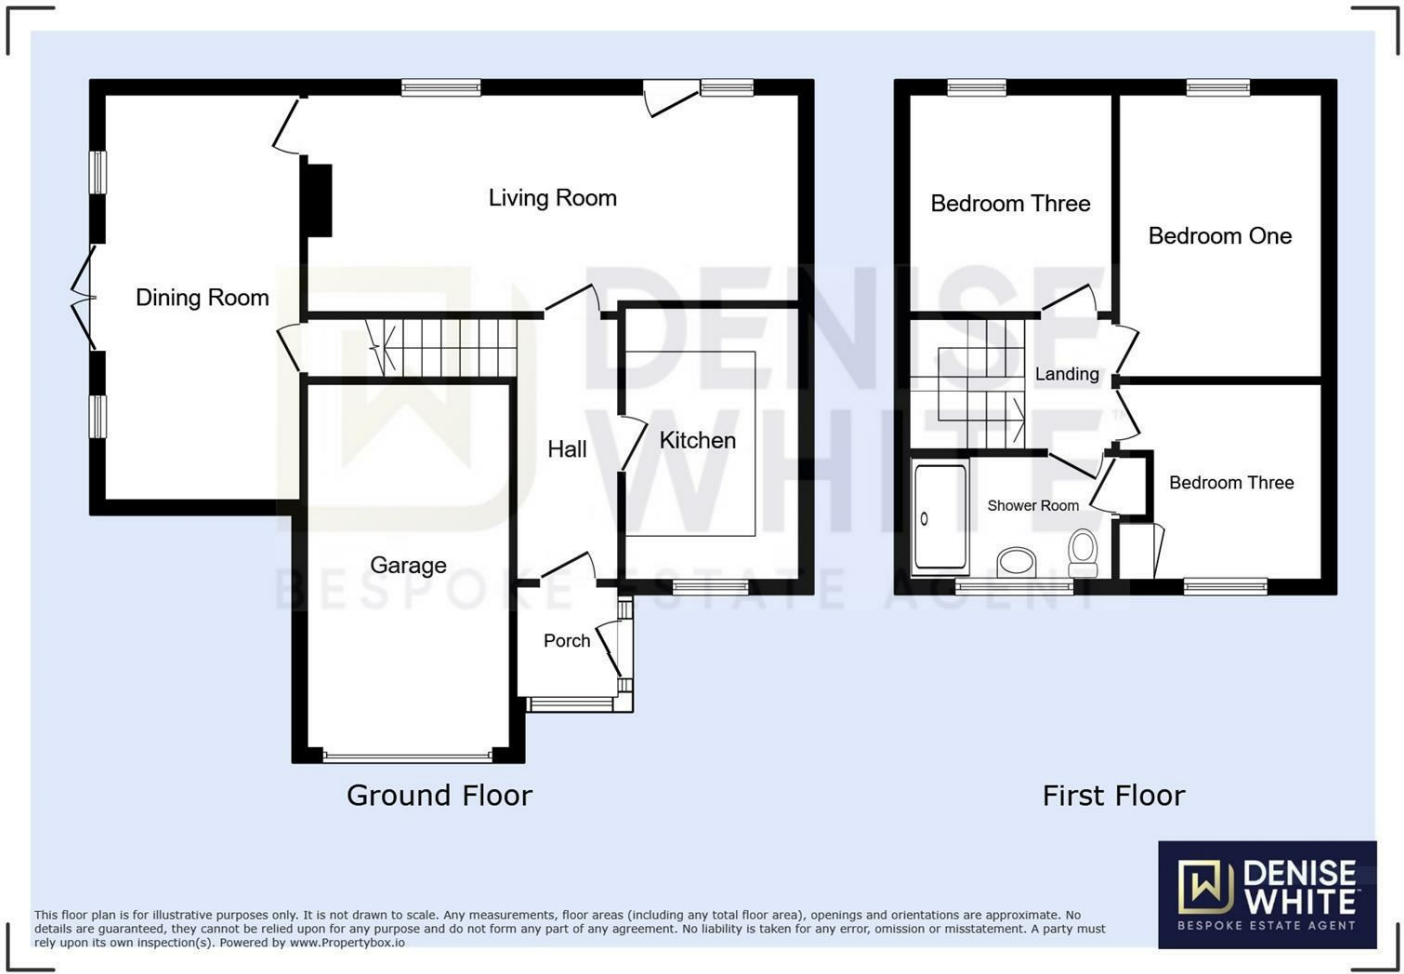 Living Room
Bedroom Three
Bedroom One
Dining Room
Landing
Hall
Kitchen
Bedroom Three
Shower Room
Garage
Porch
DENISE
WHITE™
BESPOKE ESTATE AGENT
Ground Floor
First Floor
DENISE
WHITE™
BESPOKE ESTATE AGENT
This floor plan is for illustrative purposes only. It is not drawn to scale. Any measurements, floor areas (including any total floor area), openings and orientations are approximate. No
details are guaranteed, they cannot be relied upon for any purpose and do not form any part of any agreement. No liability is taken for any error, omission or misstatement. A party must
rely upon its own inspection(s). Powered by www.Propertybox.io